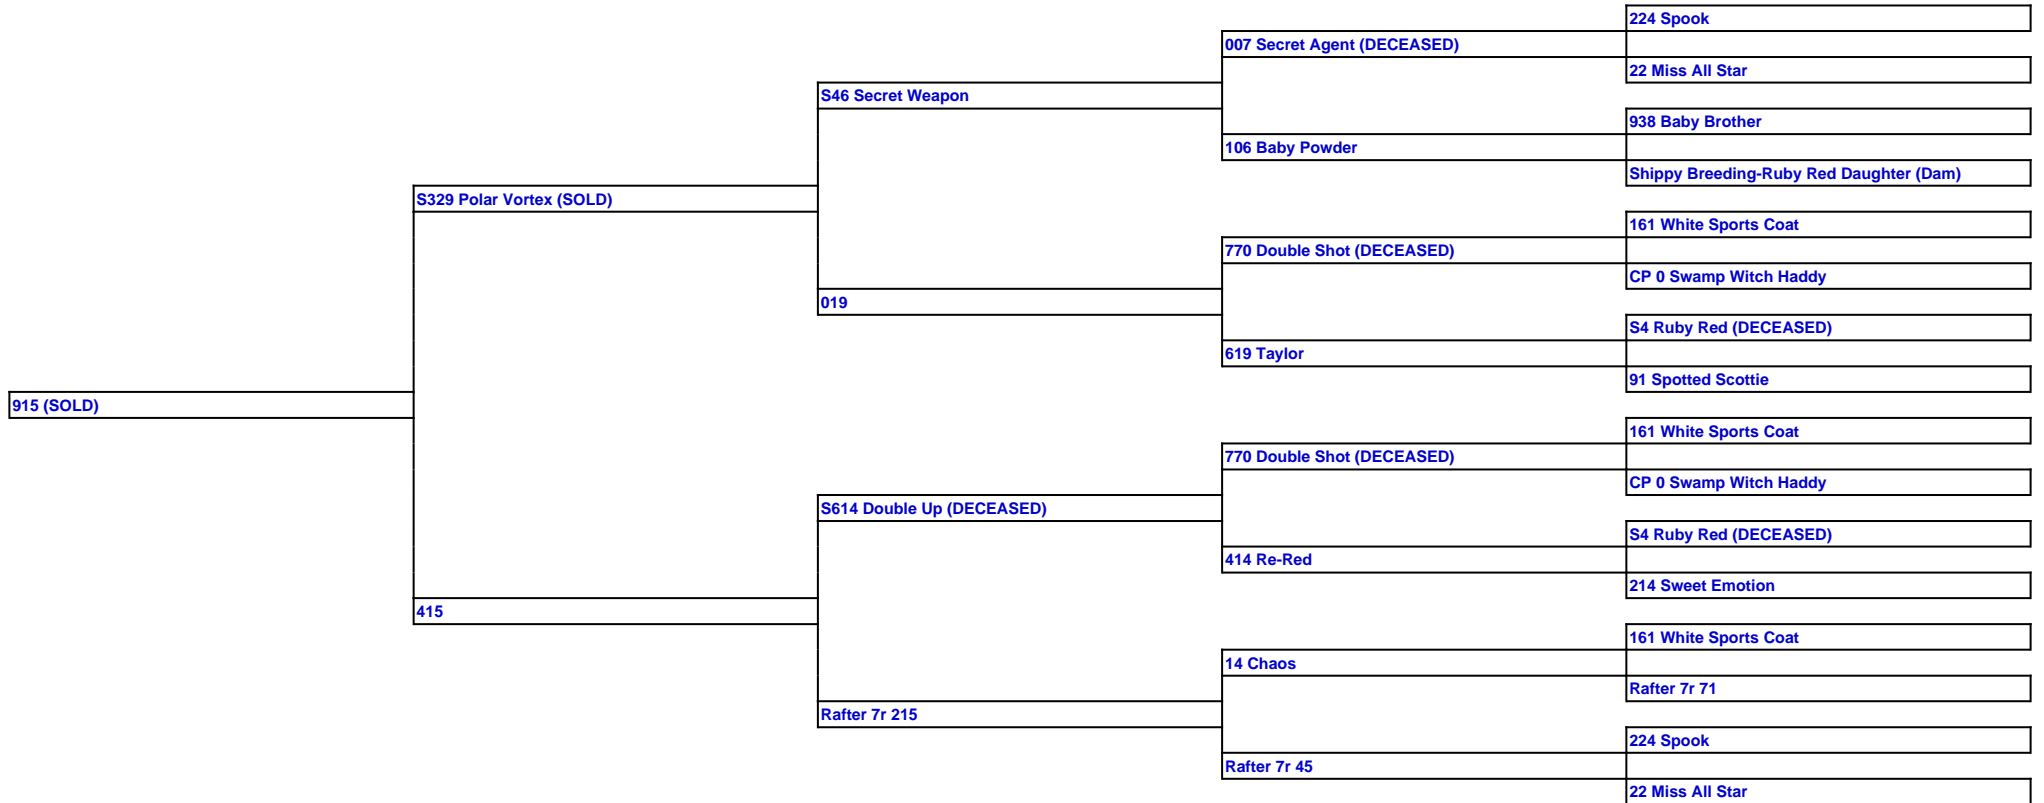 224 Spook
007 Secret Agent (DECEASED)
22 Miss All Star
S46 Secret Weapon
938 Baby Brother
106 Baby Powder
Shippy Breeding-Ruby Red Daughter (Dam)
S329 Polar Vortex (SOLD)
161 White Sports Coat
770 Double Shot (DECEASED)
CP 0 Swamp Witch Haddy
019
S4 Ruby Red (DECEASED)
619 Taylor
91 Spotted Scottie
915 (SOLD)
161 White Sports Coat
770 Double Shot (DECEASED)
CP 0 Swamp Witch Haddy
S614 Double Up (DECEASED)
S4 Ruby Red (DECEASED)
414 Re-Red
214 Sweet Emotion
415
161 White Sports Coat
14 Chaos
Rafter 7r 71
Rafter 7r 215
224 Spook
Rafter 7r 45
22 Miss All Star